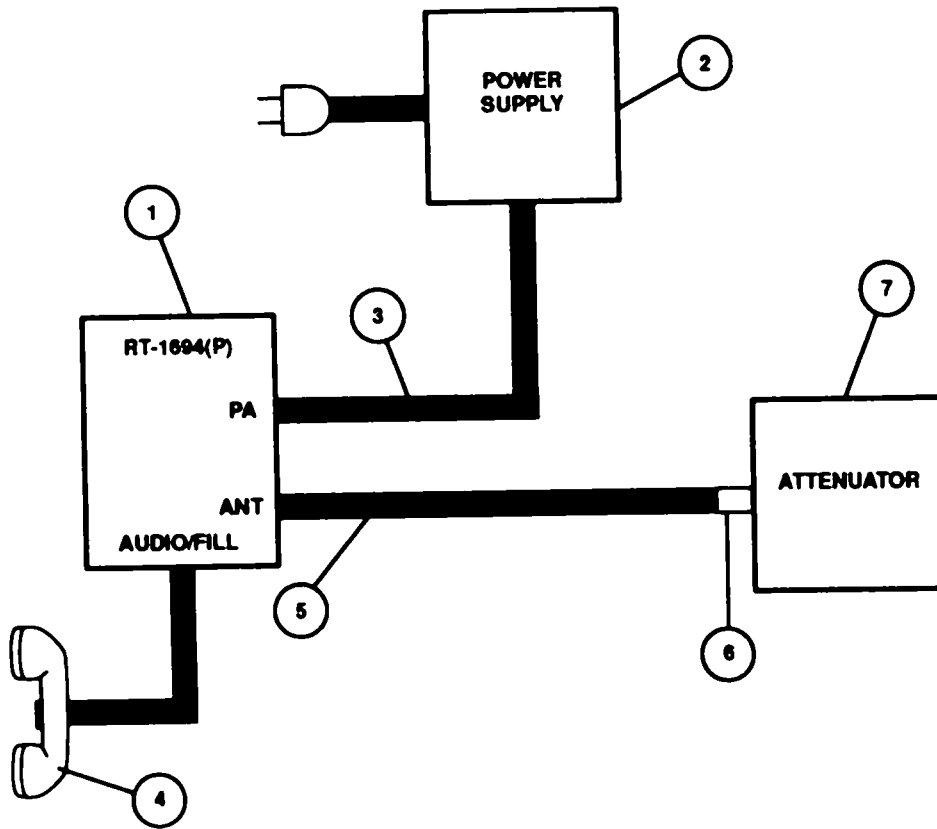 2
POWER
SUPPLY
1
7
3
RT-1694(P)
PA
ATTENUATOR
ANT
AUDIO/FILL
5
6
4